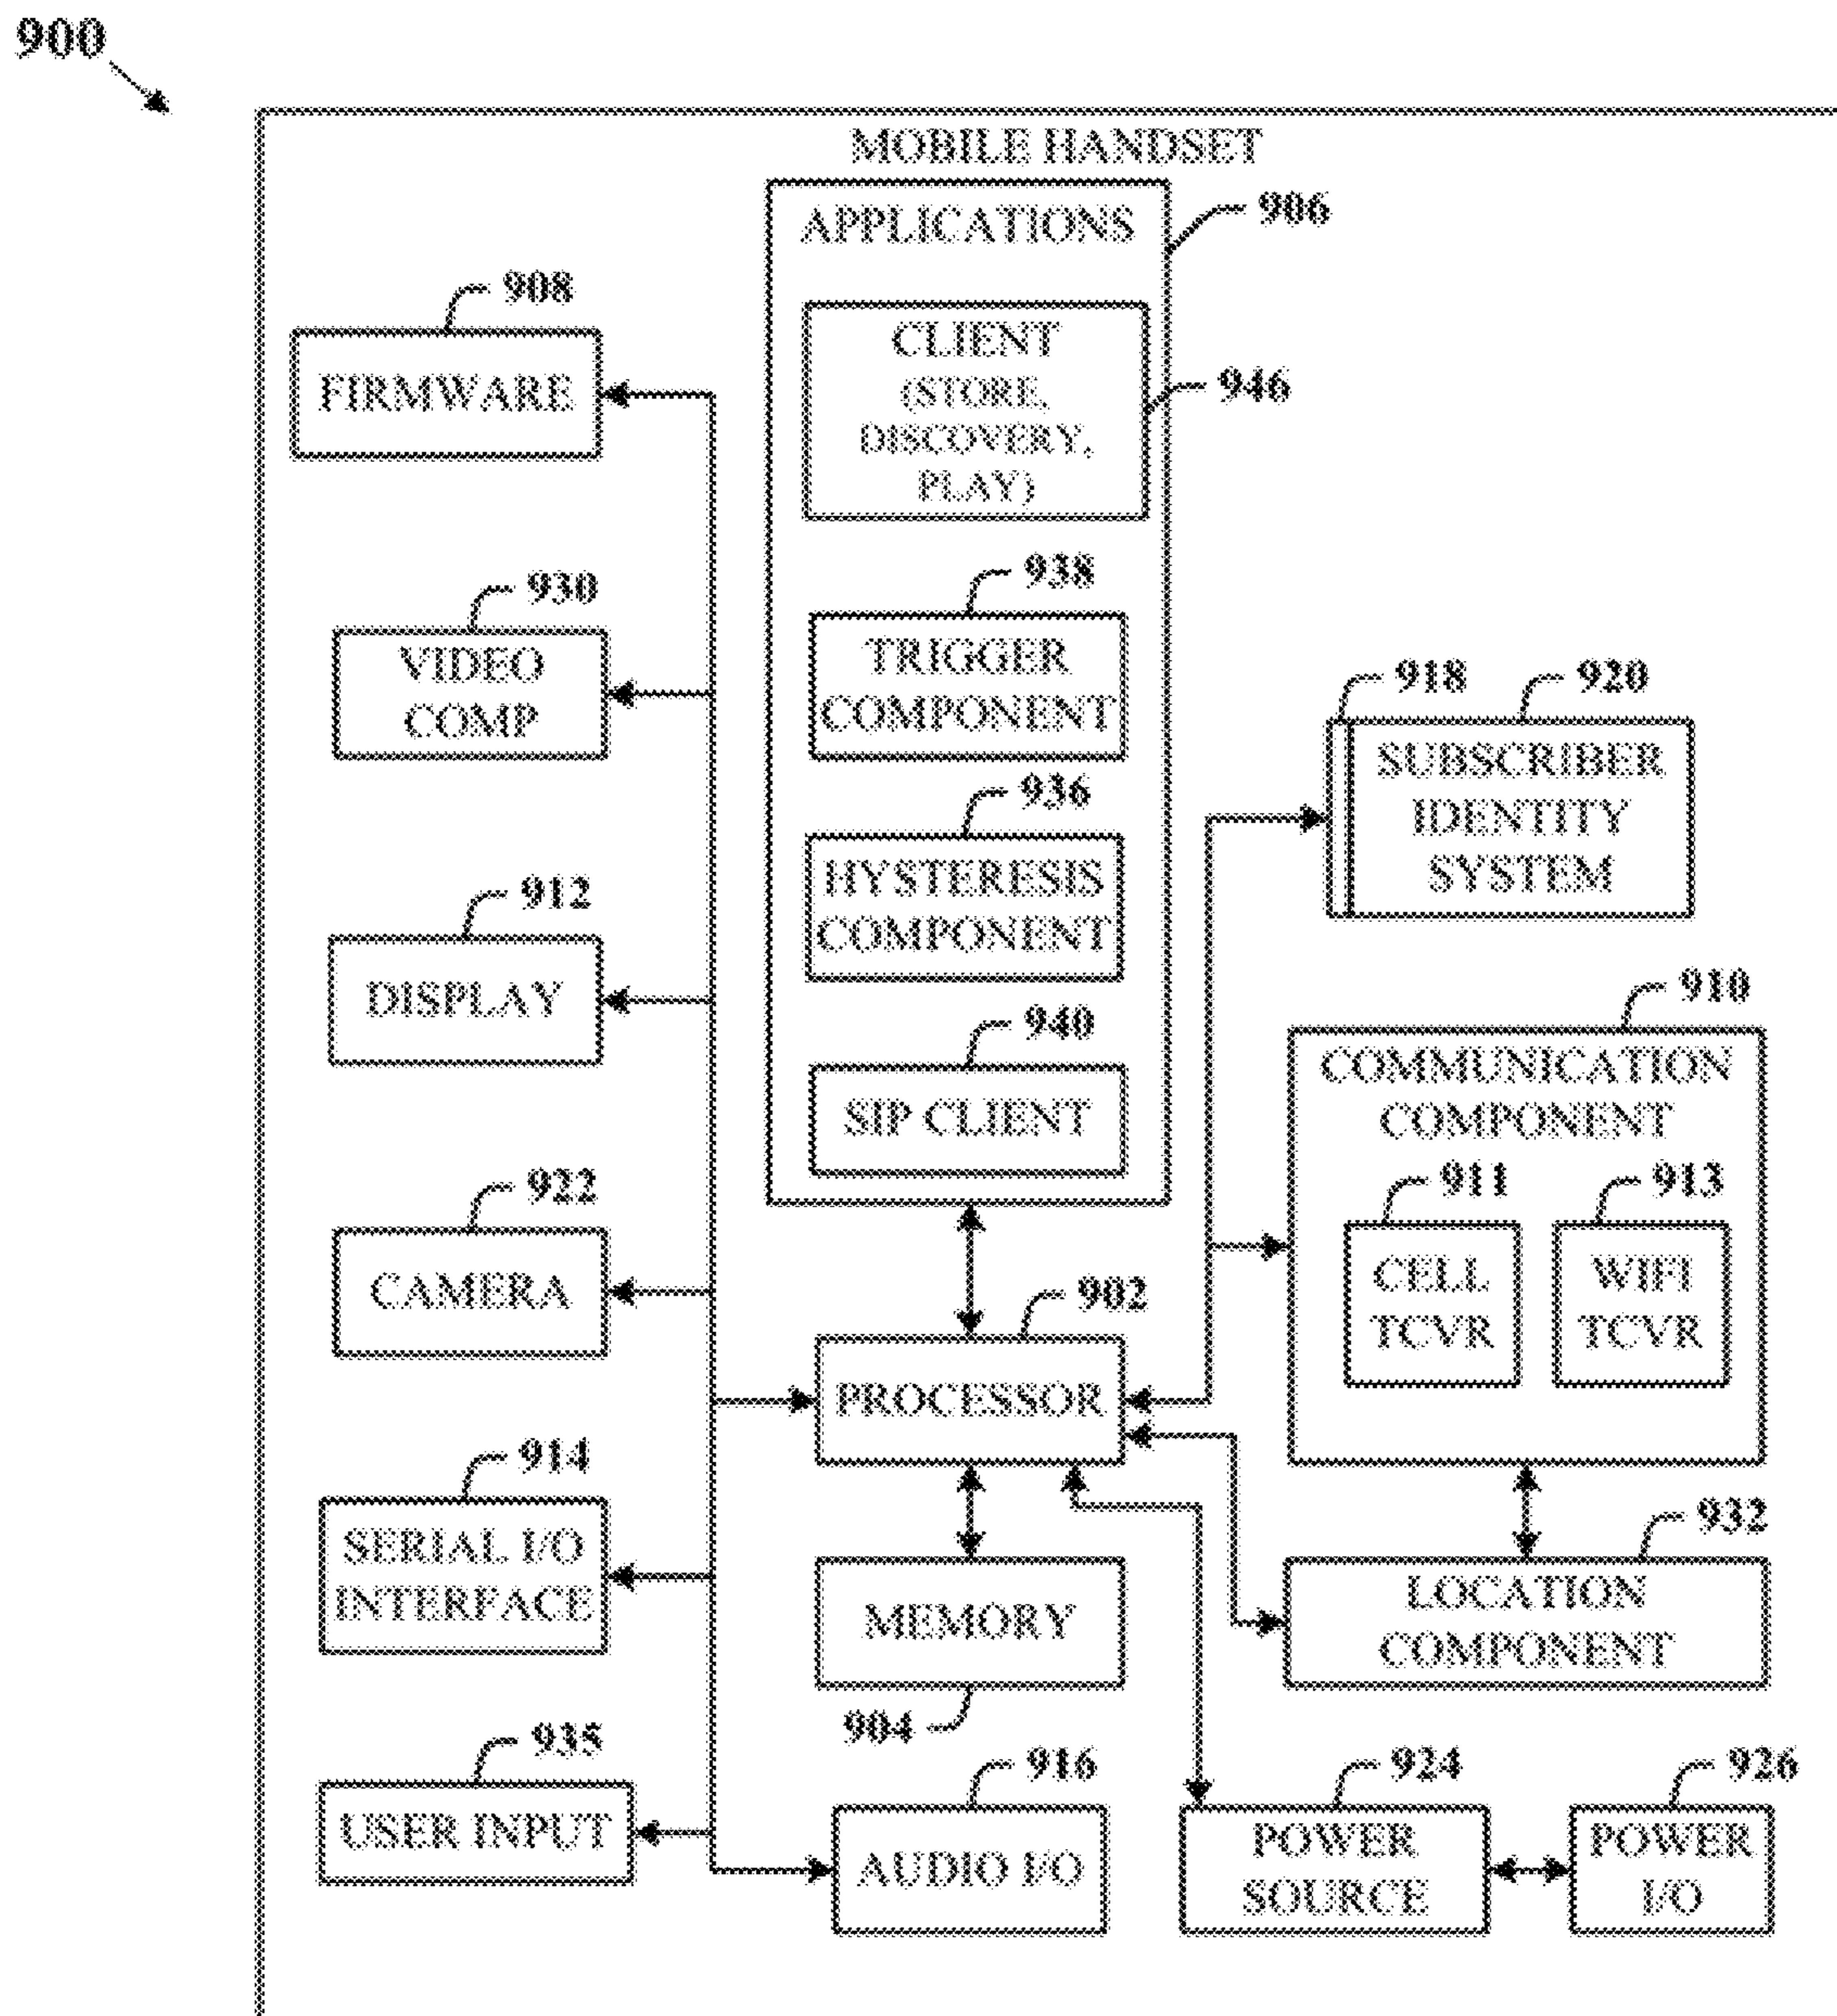 900
MOBILE HANDSET
APPLICATIONS
906
CLIENT
(STORE,
DISCOVERY,
PLAY)
946
938
TRIGGER
COMPONENT
936
HYSTERESIS
COMPONENT
940
SIP CLIENT
908
FIRMWARE
930
VIDEO
COMP
912
DISPLAY
922
CAMERA
914
SERIAL I/O
INTERFACE
935
USER INPUT
902
PROCESSOR
MEMORY
904
916
AUDIO I/O
918
920
SUBSCRIBER
IDENTITY
SYSTEM
910
COMMUNICATION
COMPONENT
911
CELL
TCVR
913
WIFI
TCVR
932
LOCATION
COMPONENT
924
POWER
SOURCE
926
POWER
I/O